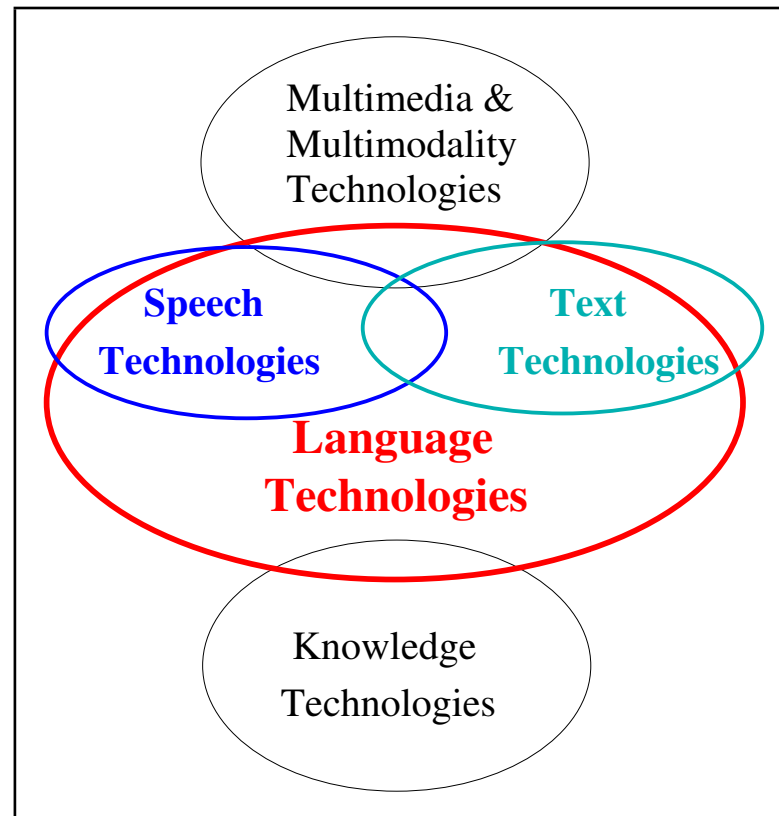 Multimedia &
Multimodality
Technologies
Speech
Technologies
Text
Technologies
Language
Technologies
Knowledge
Technologies